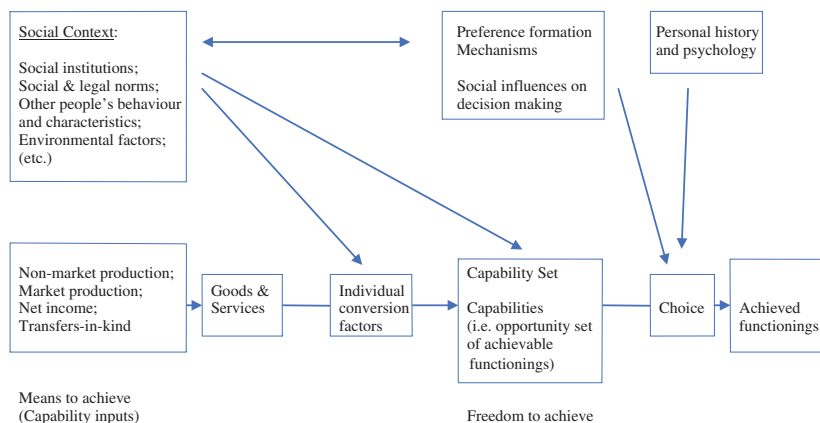 Social Context:
Social institutions;
Social & legal norms;
Other people's behaviour
and characteristics;
Environmental factors;
(etc.)
Preference formation
Mechanisms
Social influences on
decision making
Personal history
and psychology
Non-market production;
Market production;
Net income;
Transfers-in-kind
Goods &
Services
Individual
conversion
factors
Capability Set
Capabilities
(i.e. opportunity set
of achievable
functionings)
Choice
Achieved
functionings
Means to achieve
(Capability inputs)
Freedom to achieve